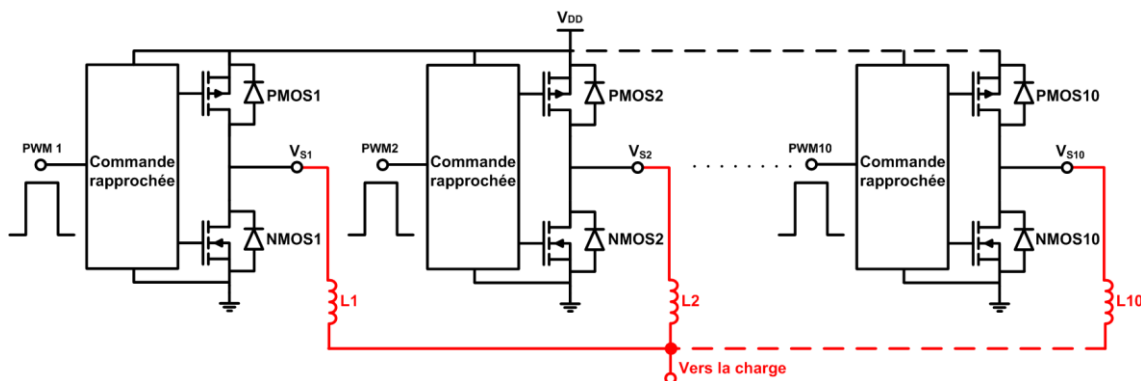 VDD
PMOS1
PMOS2
PMOS10
PWM 1
Commande
rapprochée
VS1
PWM2
Commande
rapprochée
VS2
. . . . . . . . . .
PWM10
Commande
rapprochée
VS10
NMOS1
NMOS2
NMOS10
L1
L2
L10
Vers la charge